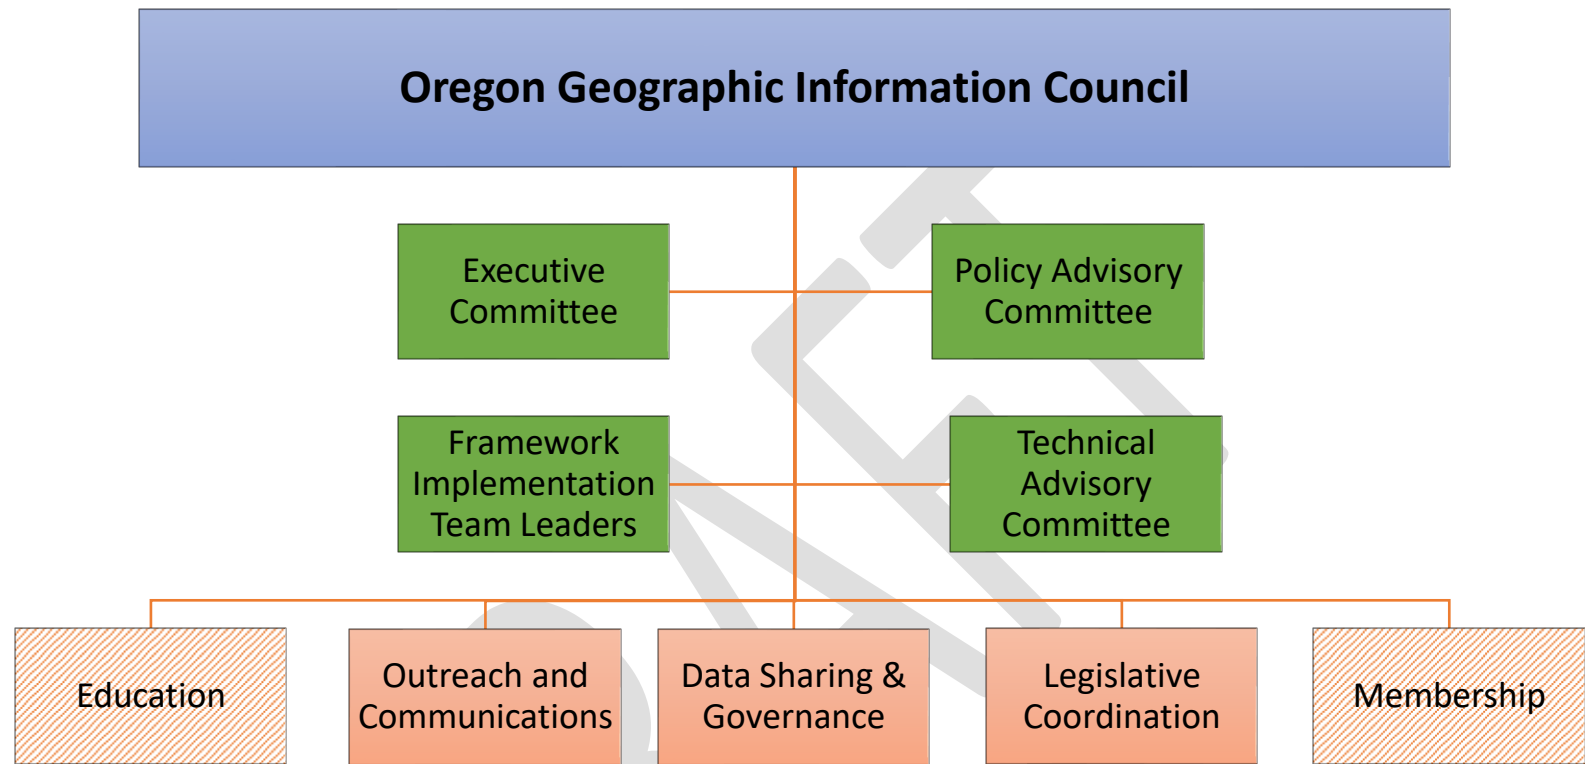 Oregon Geographic Information Council
Executive
Committee
Policy Advisory
Committee
Framework
Implementation
Team Leaders
Technical
Advisory
Committee
Education
Outreach and
Communications
Data Sharing &
Governance
Legislative
Coordination
Membership
DRAFT